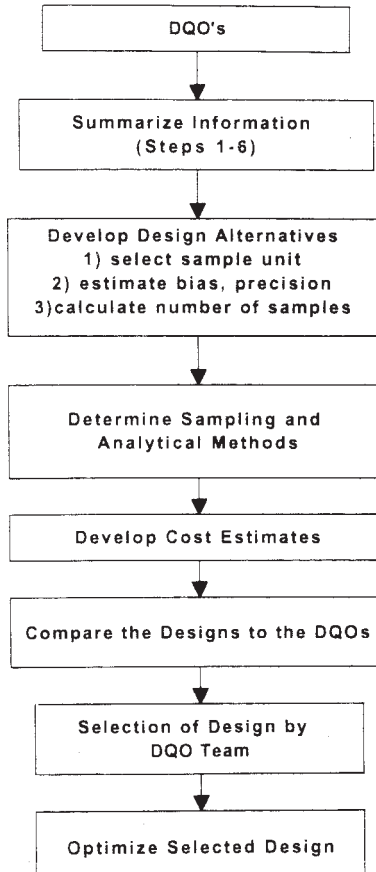 DQO's
Summarize Information
(Steps 1-6)
Develop Design Alternatives
1) select sample unit
2) estimate bias, precision
3)calculate number of samples
Determine Sampling and
Analytical Methods
Develop Cost Estimates
Compare the Designs to the DQOs
Selection of Design by
DQO Team
Optimize Selected Design